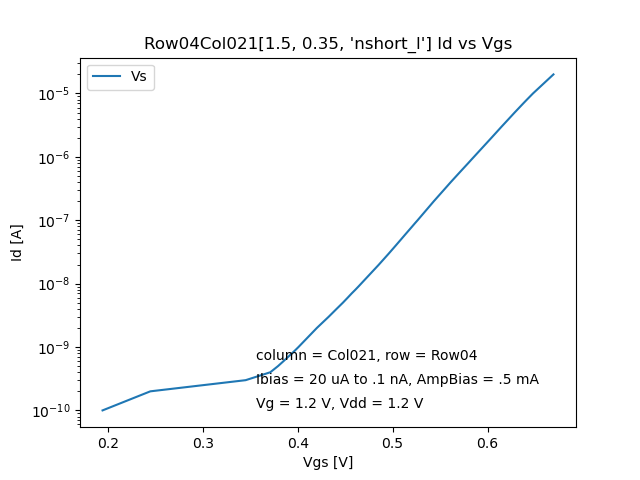 Row04Col021[1.5, 0.35, 'nshort_l'] Id vs Vgs
Vs
10⁻⁵
10⁻⁶
10⁻⁷
10⁻⁸
10⁻⁹
10⁻¹⁰
Id [A]
column = Col021, row = Row04
Ibias = 20 uA to .1 nA, AmpBias = .5 mA
Vg = 1.2 V, Vdd = 1.2 V
0.2 0.3 0.4 0.5 0.6
Vgs [V]